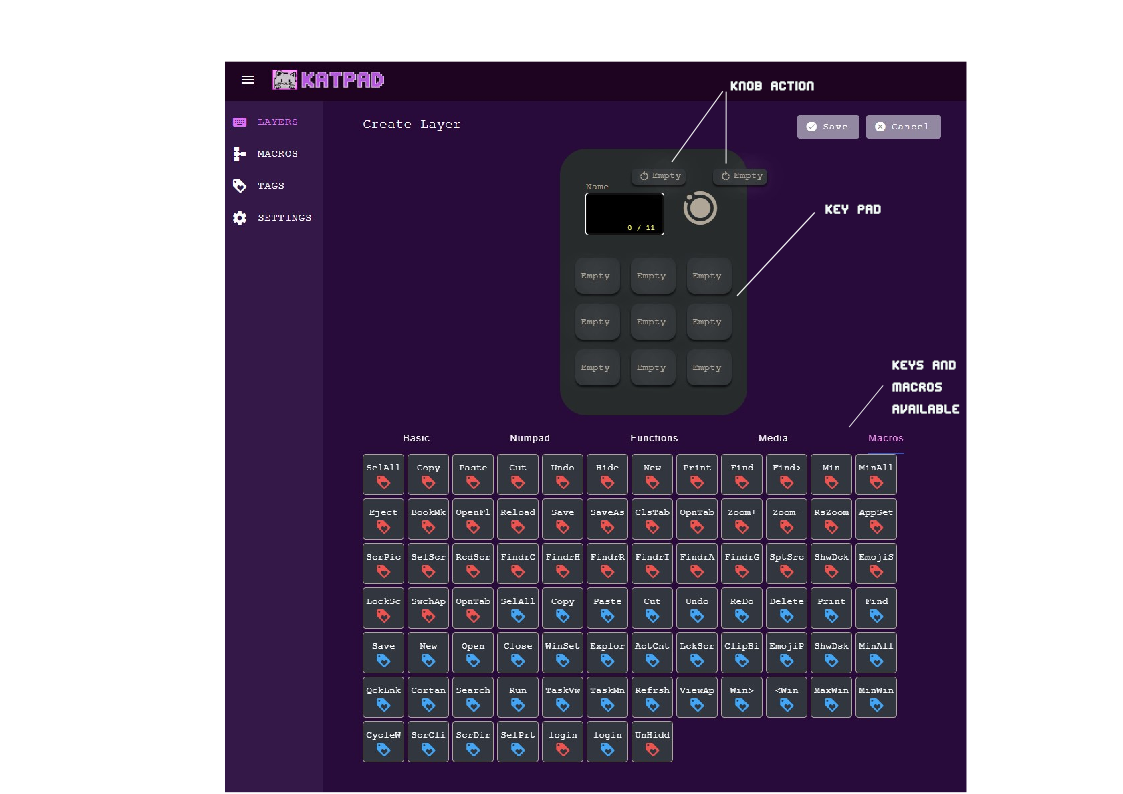 KATPAD
KNOB ACTION
LAYERS
Create Layer
Save
Cancel
MACROS
TAGS
SETTINGS
Empty
Empty
Name
0 / 11
KEY PAD
Empty Empty Empty
Empty Empty Empty
Empty Empty Empty
KEYS AND
MACROS
AVAILABLE
Basic Numpad Functions Media Macros
SelAll Copy Paste Cut Undo Hide New Print Find Find> Min MinAll
Eject BookMk OpenFl Reload Save SaveAs ClsTab OpnTab Zoom+ Zoom RsZoom AppSet
ScrPic SelScr RcdScr FindrC FindrH FindrR FindrI FindrA FindrG SptSrc ShwDck EmojiS
LockSc SwchAp OpnTab SelAll Copy Paste Cut Undo ReDo Delete Print Find
Save New Open Close WinSet Explor ActCnt LckScr ClipHi EmojiP ShwDsk MinAll
QckLnk Cortan Search Run TaskVw TaskMn Refrsh ViewAp Win> <Win MaxWin MinWin
CycleW ScrCli ScrDir SelPrt login login UnHidd